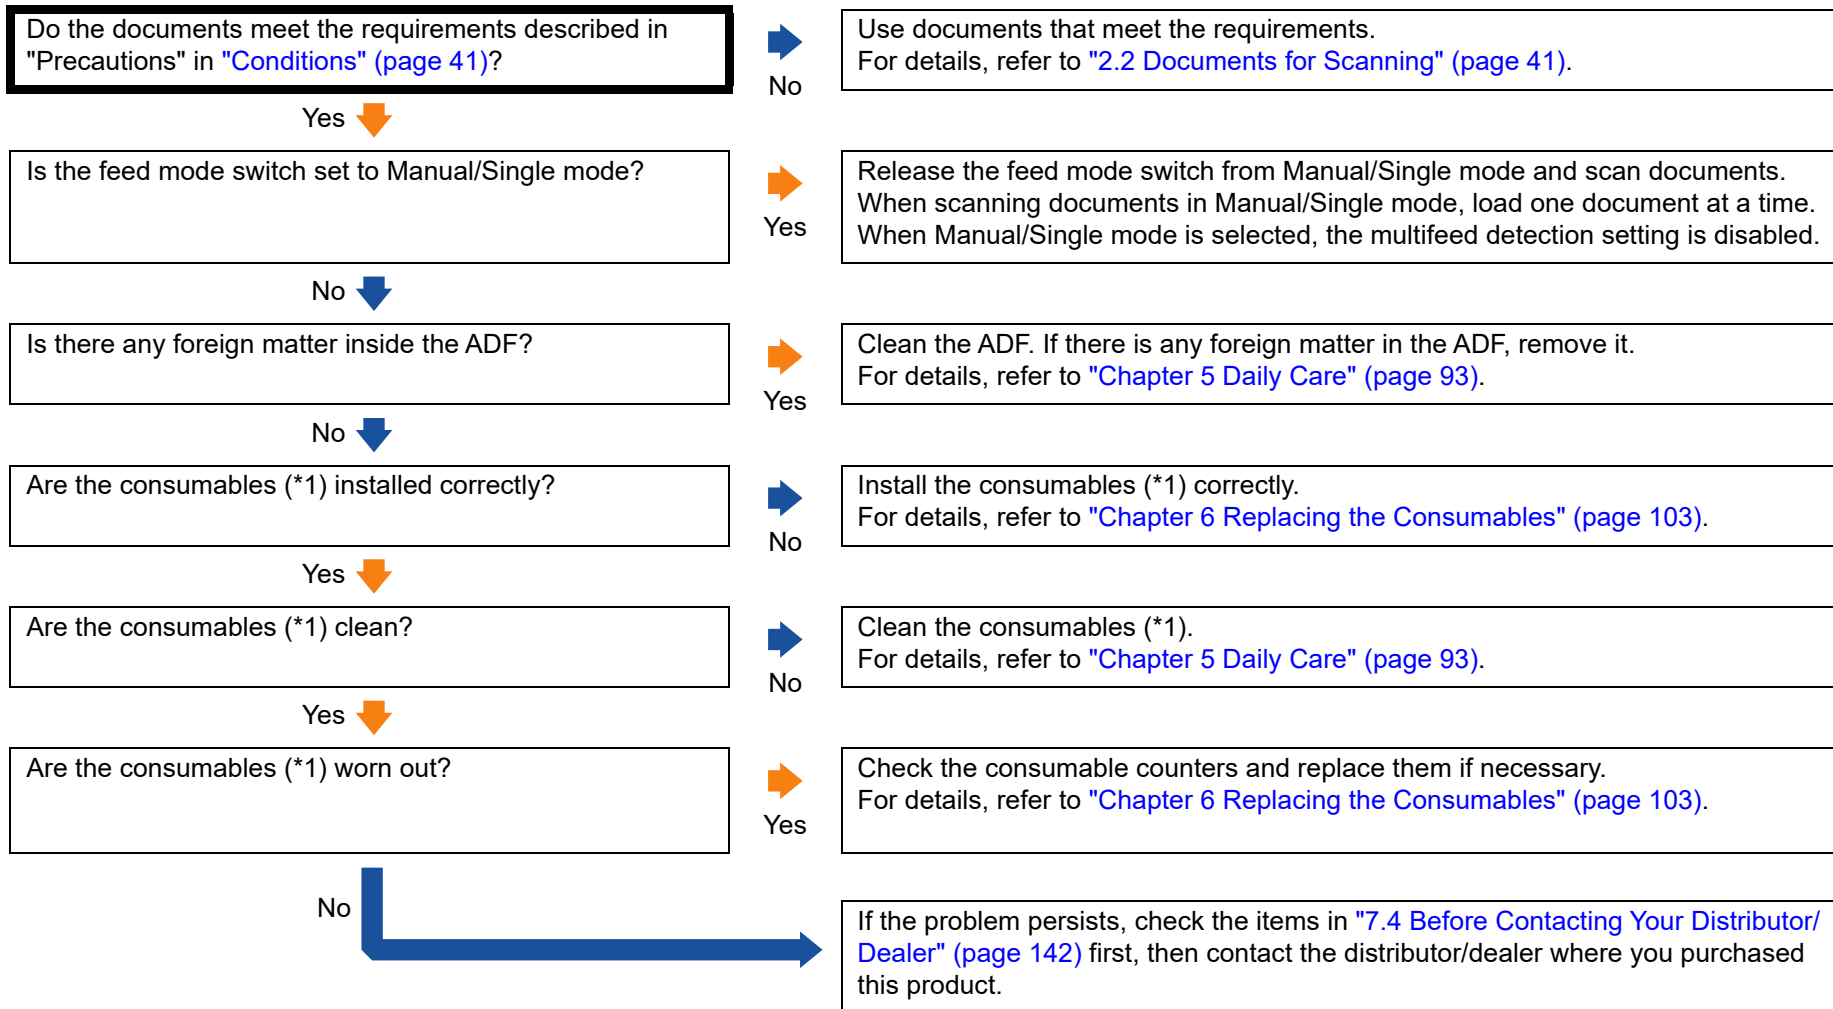 Do the documents meet the requirements described in
"Precautions" in "Conditions" (page 41)?
No
Use documents that meet the requirements.
For details, refer to "2.2 Documents for Scanning" (page 41).
Yes
Is the feed mode switch set to Manual/Single mode?
Yes
Release the feed mode switch from Manual/Single mode and scan documents.
When scanning documents in Manual/Single mode, load one document at a time.
When Manual/Single mode is selected, the multifeed detection setting is disabled.
No
Is there any foreign matter inside the ADF?
Yes
Clean the ADF. If there is any foreign matter in the ADF, remove it.
For details, refer to "Chapter 5 Daily Care" (page 93).
No
Are the consumables (*1) installed correctly?
No
Install the consumables (*1) correctly.
For details, refer to "Chapter 6 Replacing the Consumables" (page 103).
Yes
Are the consumables (*1) clean?
No
Clean the consumables (*1).
For details, refer to "Chapter 5 Daily Care" (page 93).
Yes
Are the consumables (*1) worn out?
Yes
Check the consumable counters and replace them if necessary.
For details, refer to "Chapter 6 Replacing the Consumables" (page 103).
No
If the problem persists, check the items in "7.4 Before Contacting Your Distributor/
Dealer" (page 142) first, then contact the distributor/dealer where you purchased
this product.